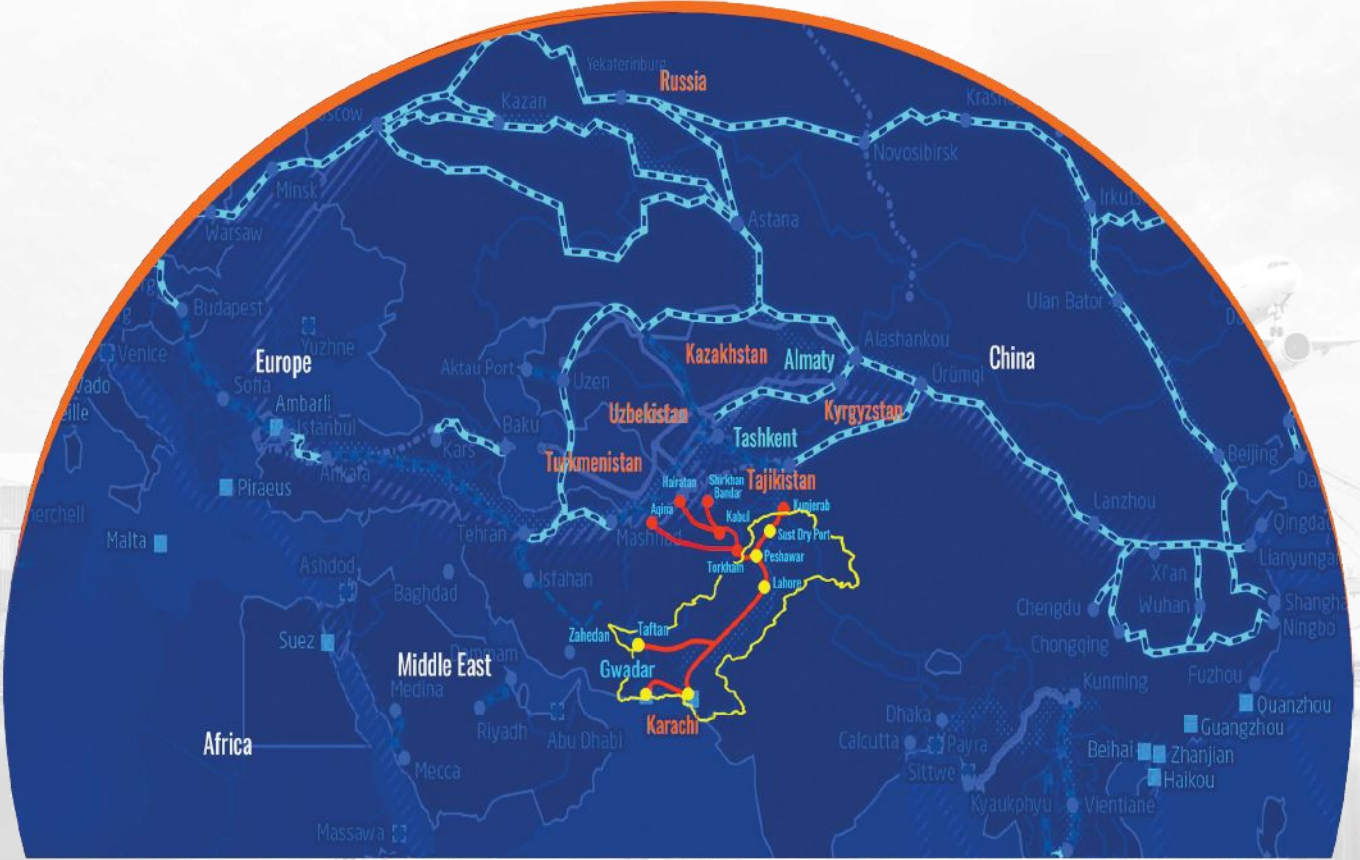 Yekaterinburg
Russia
Kazan
Novosibirsk
Minsk
Astana
Warsaw
Budapest
Ulan Bator
Yuzhne
Venice
Europe
Kazakhstan
Almaty
Alashankou
China
Aktau Port
Uzen
Ürümqi
Sofia
Ambarli
Istanbul
Uzbekistan
Kyrgyzstan
Baku
Kars
Tashkent
Ankara
Turkmenistan
Tajikistan
Beijing
Piraeus
Hairatan
Shirkhan
Bandar
Kunjerab
Aqina
Kabul
Lanzhou
Malta
Tehran
Mashhad
Sust Dry Port
Peshawar
Torkham
Xi'an
Ashdod
Isfahan
Lahore
Baghdad
Chengdu
Wuhan
Ningbo
Suez
Zahedan
Taftan
Chongqing
Middle East
Gwadar
Fuzhou
Kunming
Medina
Quanzhou
Karachi
Dhaka
Guangzhou
Riyadh
Abu Dhabi
Calcutta
Payra
Africa
Beihai
Zhanjian
Mecca
Sittwe
Haikou
Kyaukphyu
Vientiane
Massawa